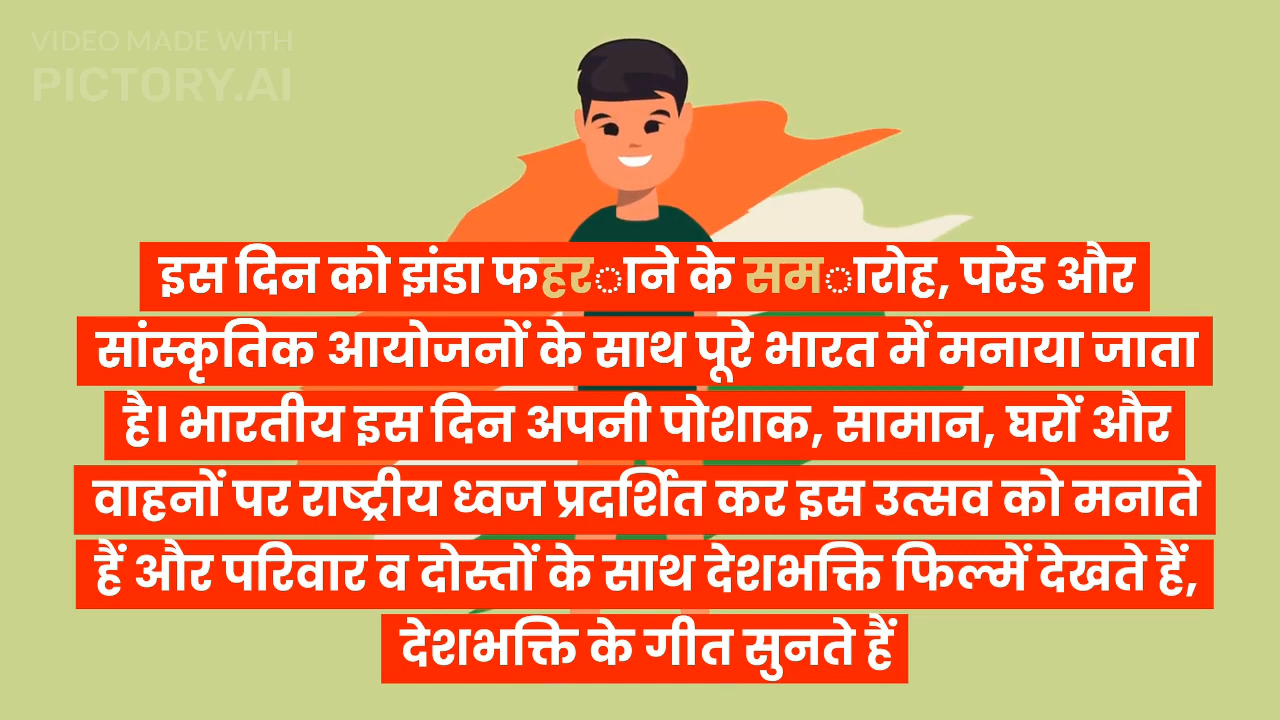 VIDEO MADE WITH
PICTORY.AI
इस दिन को झंडा फहराने के समारोह, परेड और
सांस्कृतिक आयोजनों के साथ पूरे भारत में मनाया जाता
है। भारतीय इस दिन अपनी पोशाक, सामान, घरों और
वाहनों पर राष्ट्रीय ध्वज प्रदर्शित कर इस उत्सव को मनाते
हैं और परिवार व दोस्तों के साथ देशभक्ति फिल्में देखते हैं,
देशभक्ति के गीत सुनते हैं